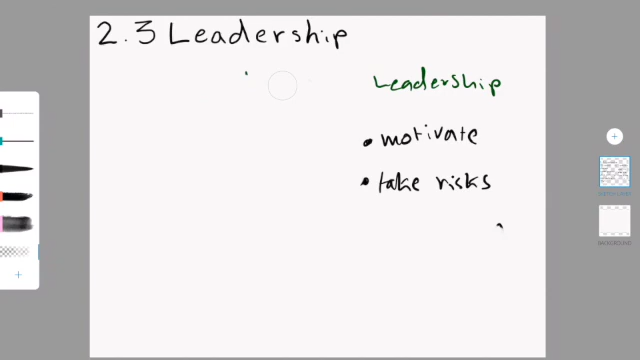 2.3 Leadership
Leadership
• motivate
• take risks